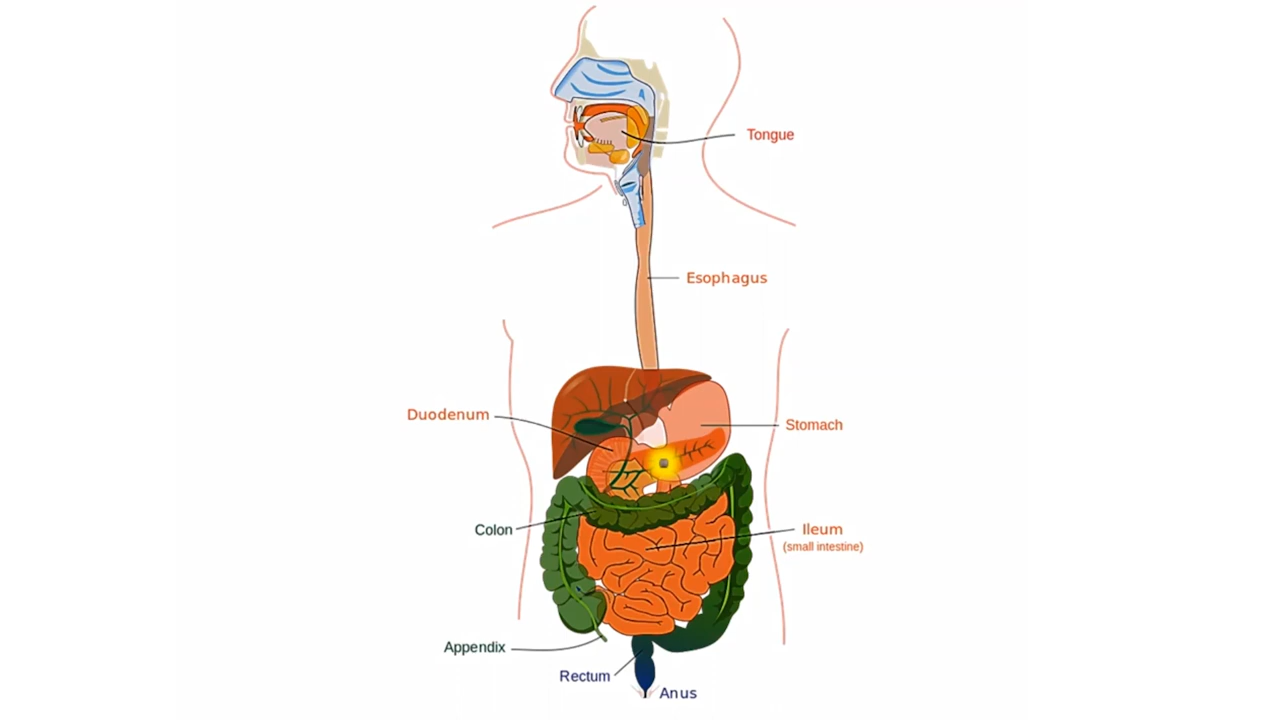 Tongue
Esophagus
Duodenum
Stomach
Colon
Ileum
(small intestine)
Appendix
Rectum
Anus